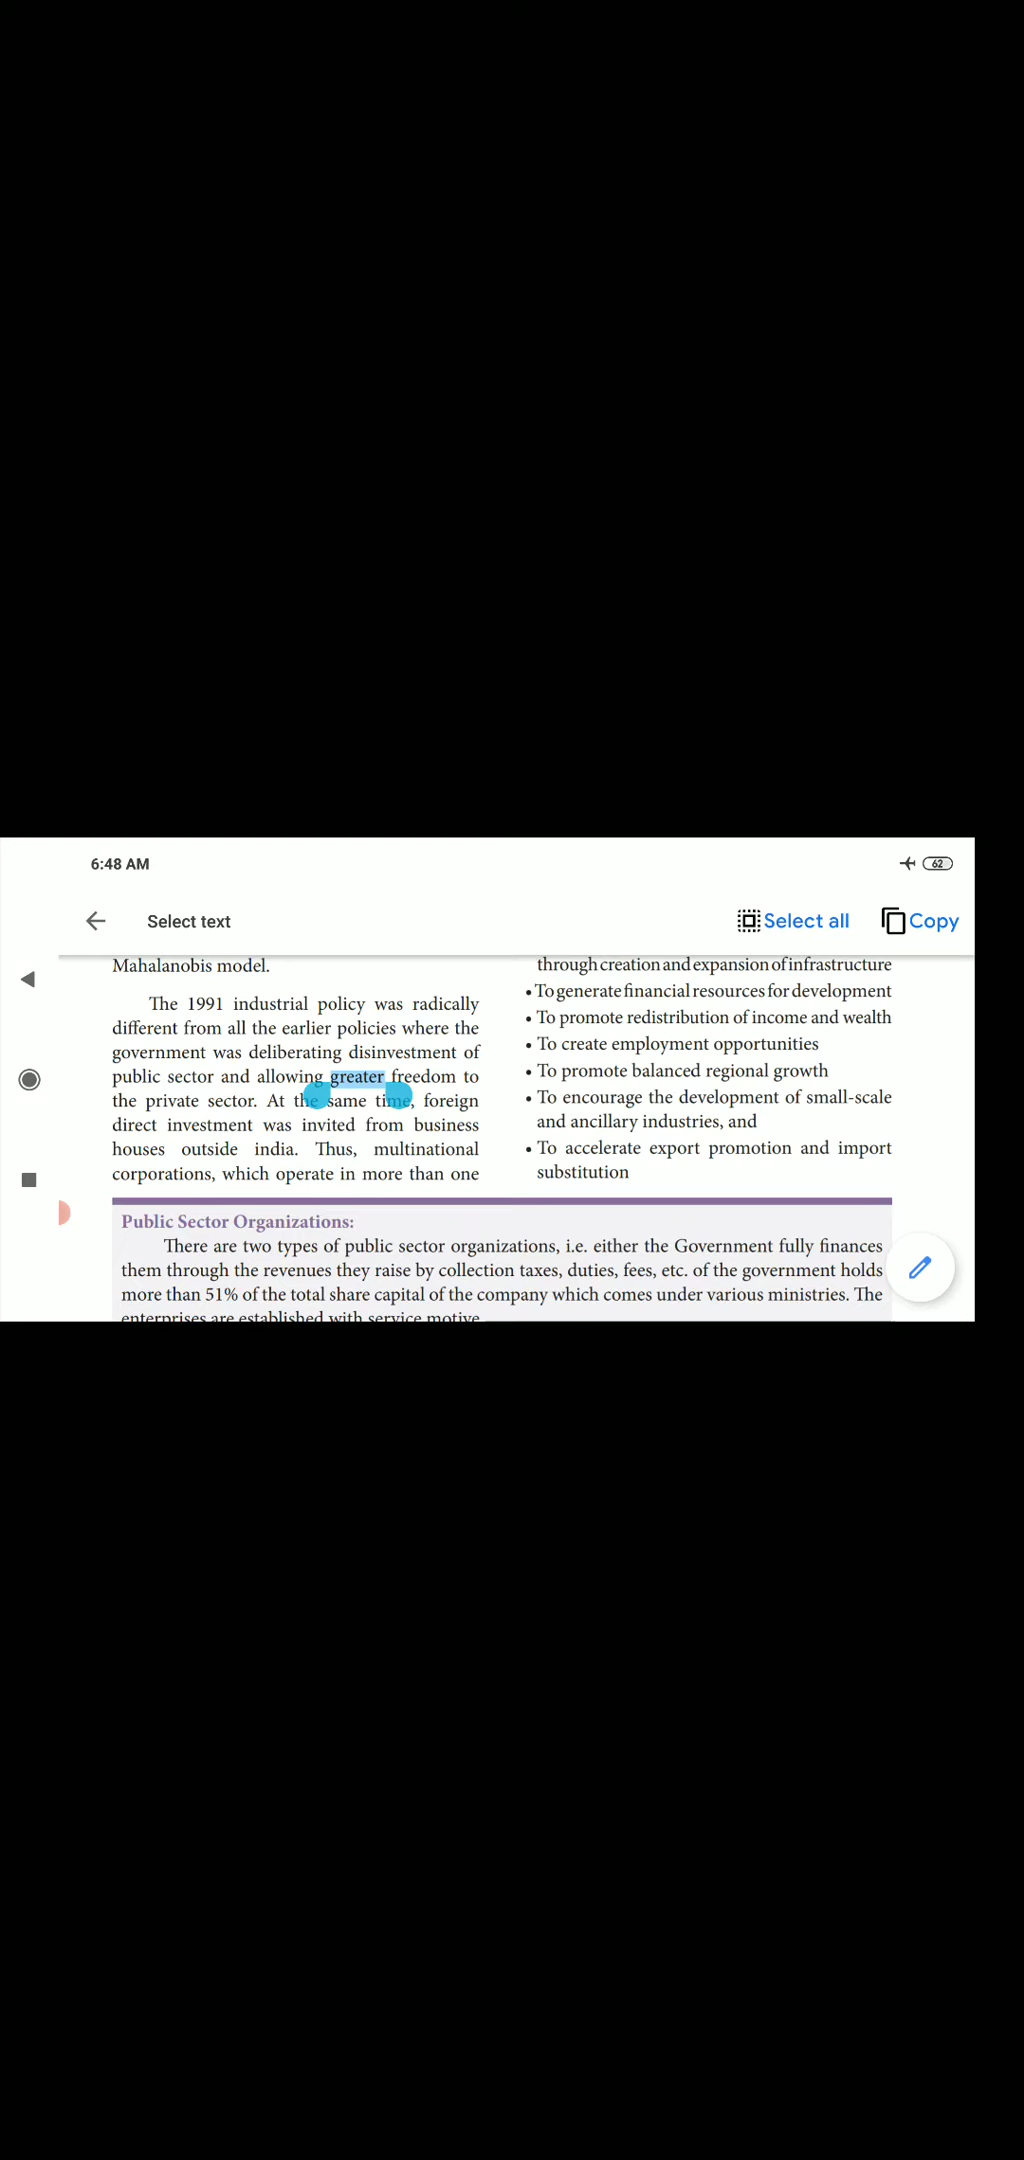 6:48 AM
62
Select text
Select all
Copy
Mahalanobis model.
The 1991 industrial policy was radically
different from all the earlier policies where the
government was deliberating disinvestment of
public sector and allowing greater freedom to
the private sector. At the same time, foreign
direct investment was invited from business
houses outside india. Thus, multinational
corporations, which operate in more than one
through creation and expansion of infrastructure
• To generate financial resources for development
• To promote redistribution of income and wealth
• To create employment opportunities
• To promote balanced regional growth
• To encourage the development of small-scale
and ancillary industries, and
• To accelerate export promotion and import
substitution
Public Sector Organizations:
There are two types of public sector organizations, i.e. either the Government fully finances
them through the revenues they raise by collection taxes, duties, fees, etc. of the government holds
more than 51% of the total share capital of the company which comes under various ministries. The
enterprises are established with service motive